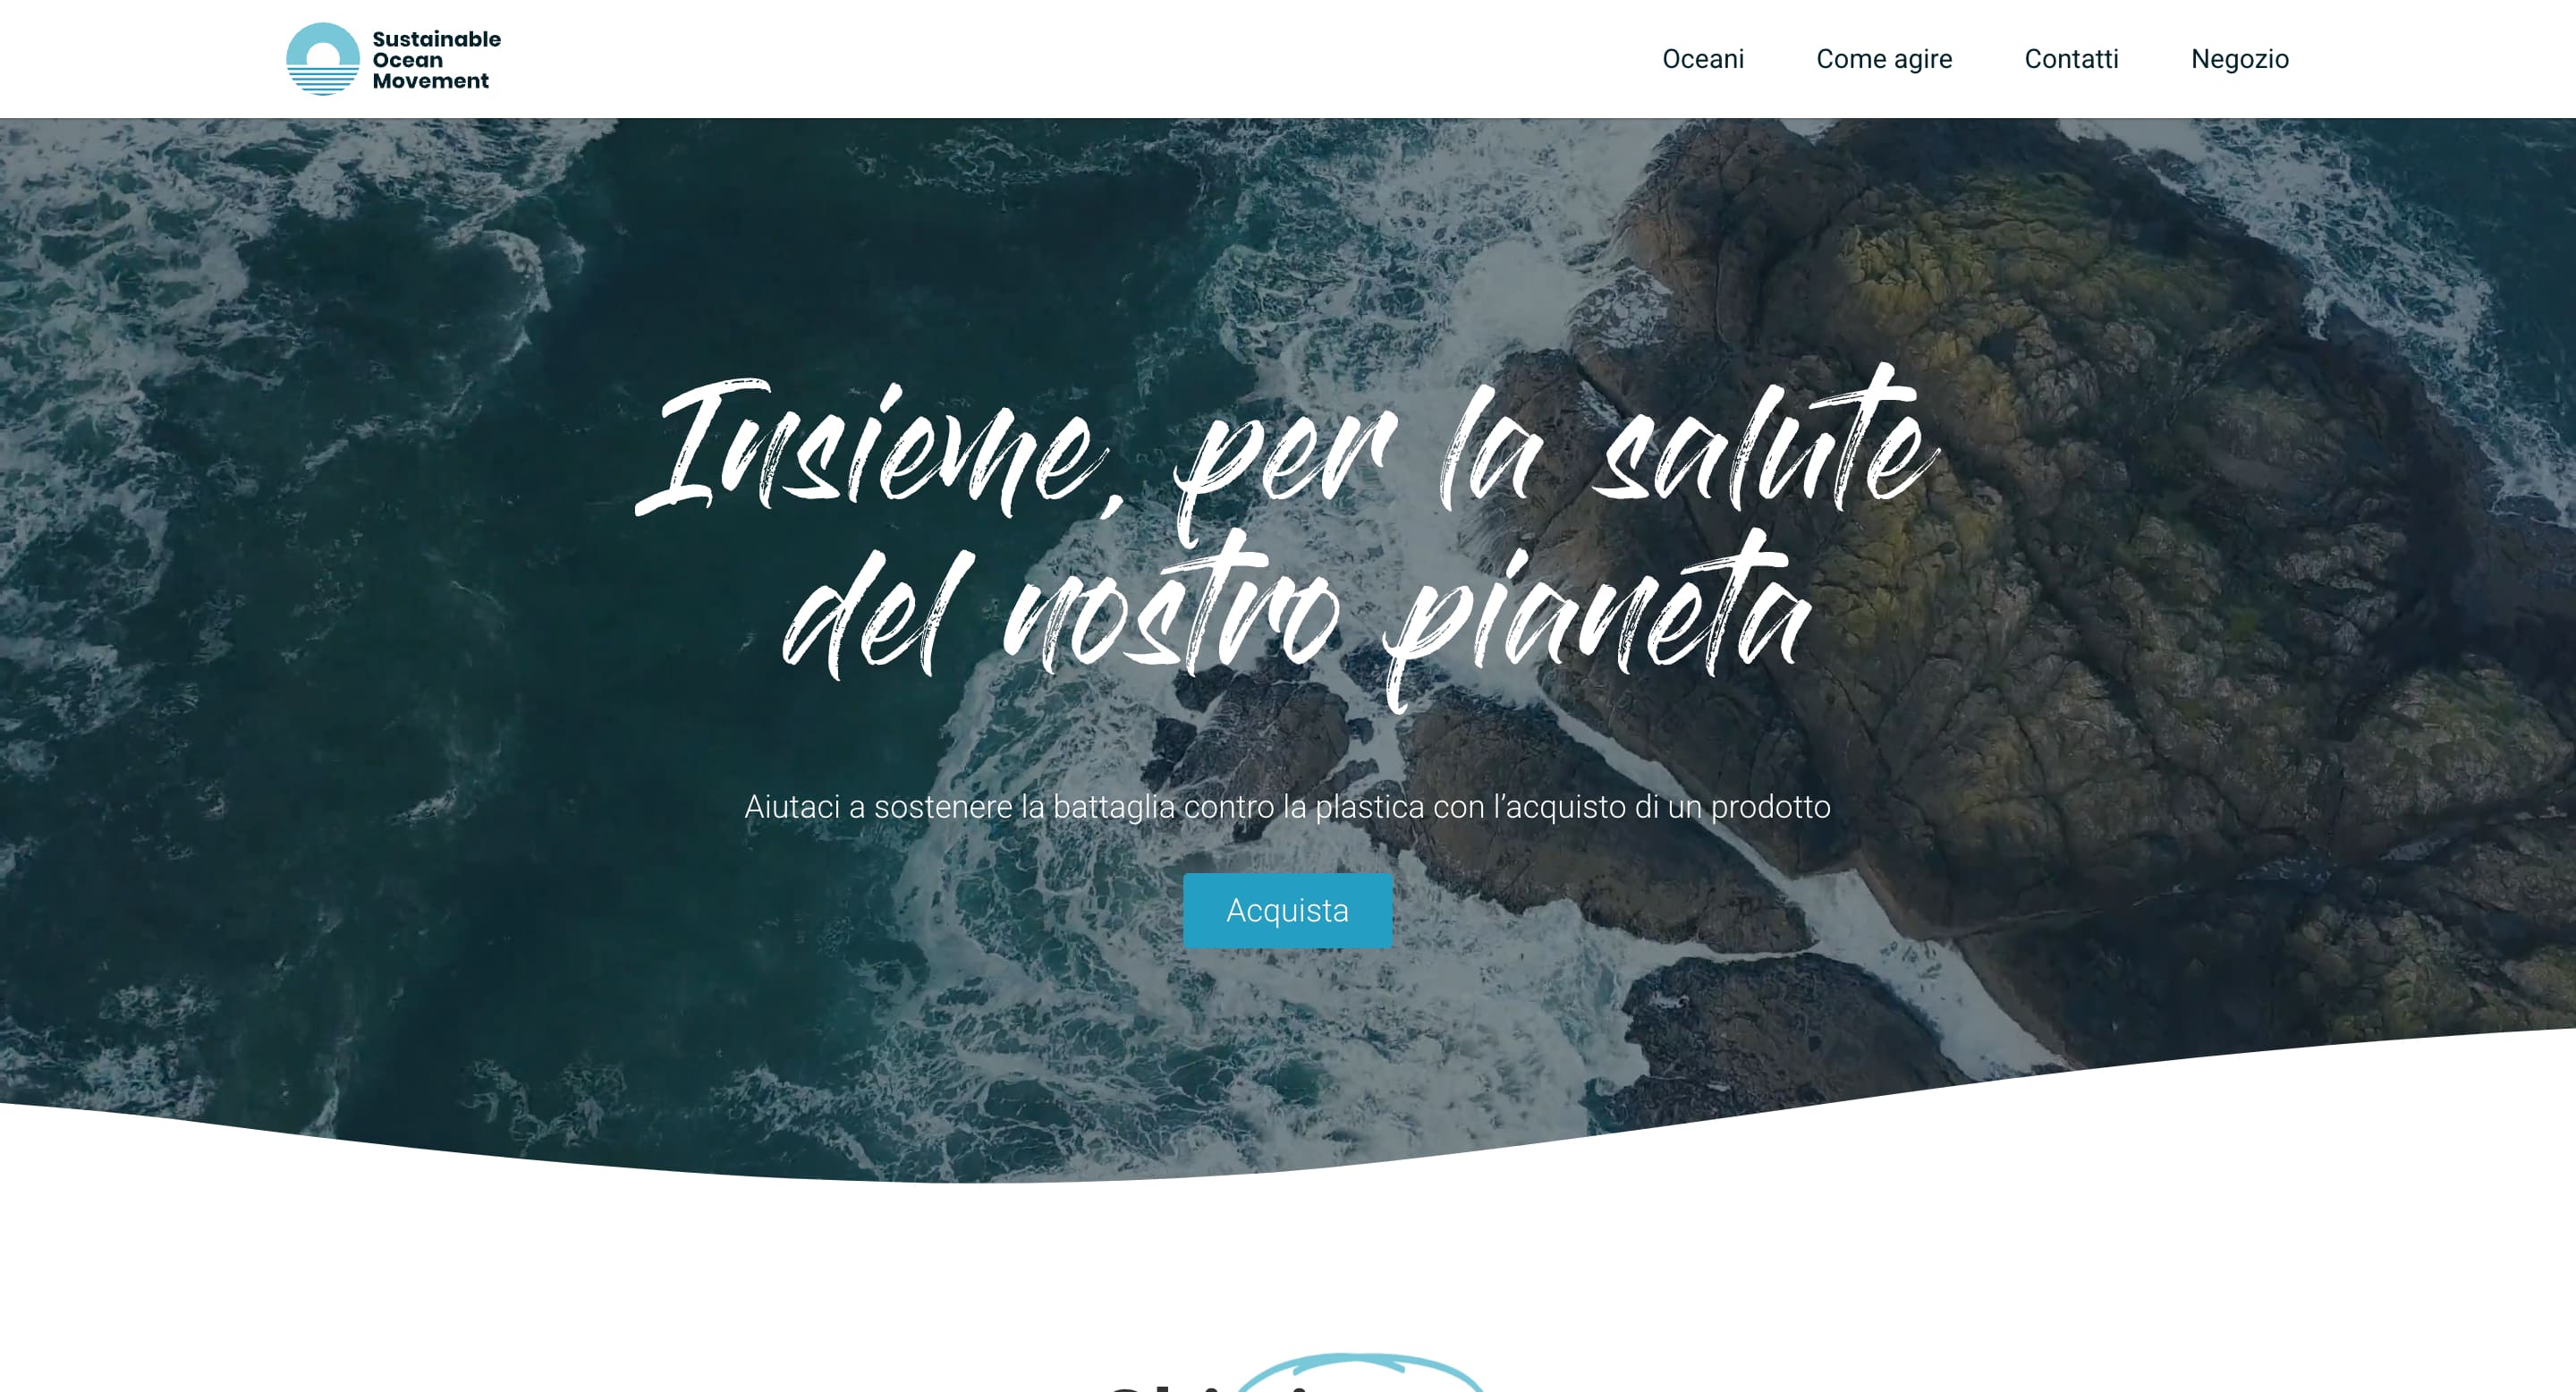 Sustainable
Ocean
Movement
Oceani Come agire Contatti Negozio
Insieme, per la salute
del nostro pianeta
Aiutaci a sostenere la battaglia contro la plastica con l’acquisto di un prodotto
Acquista